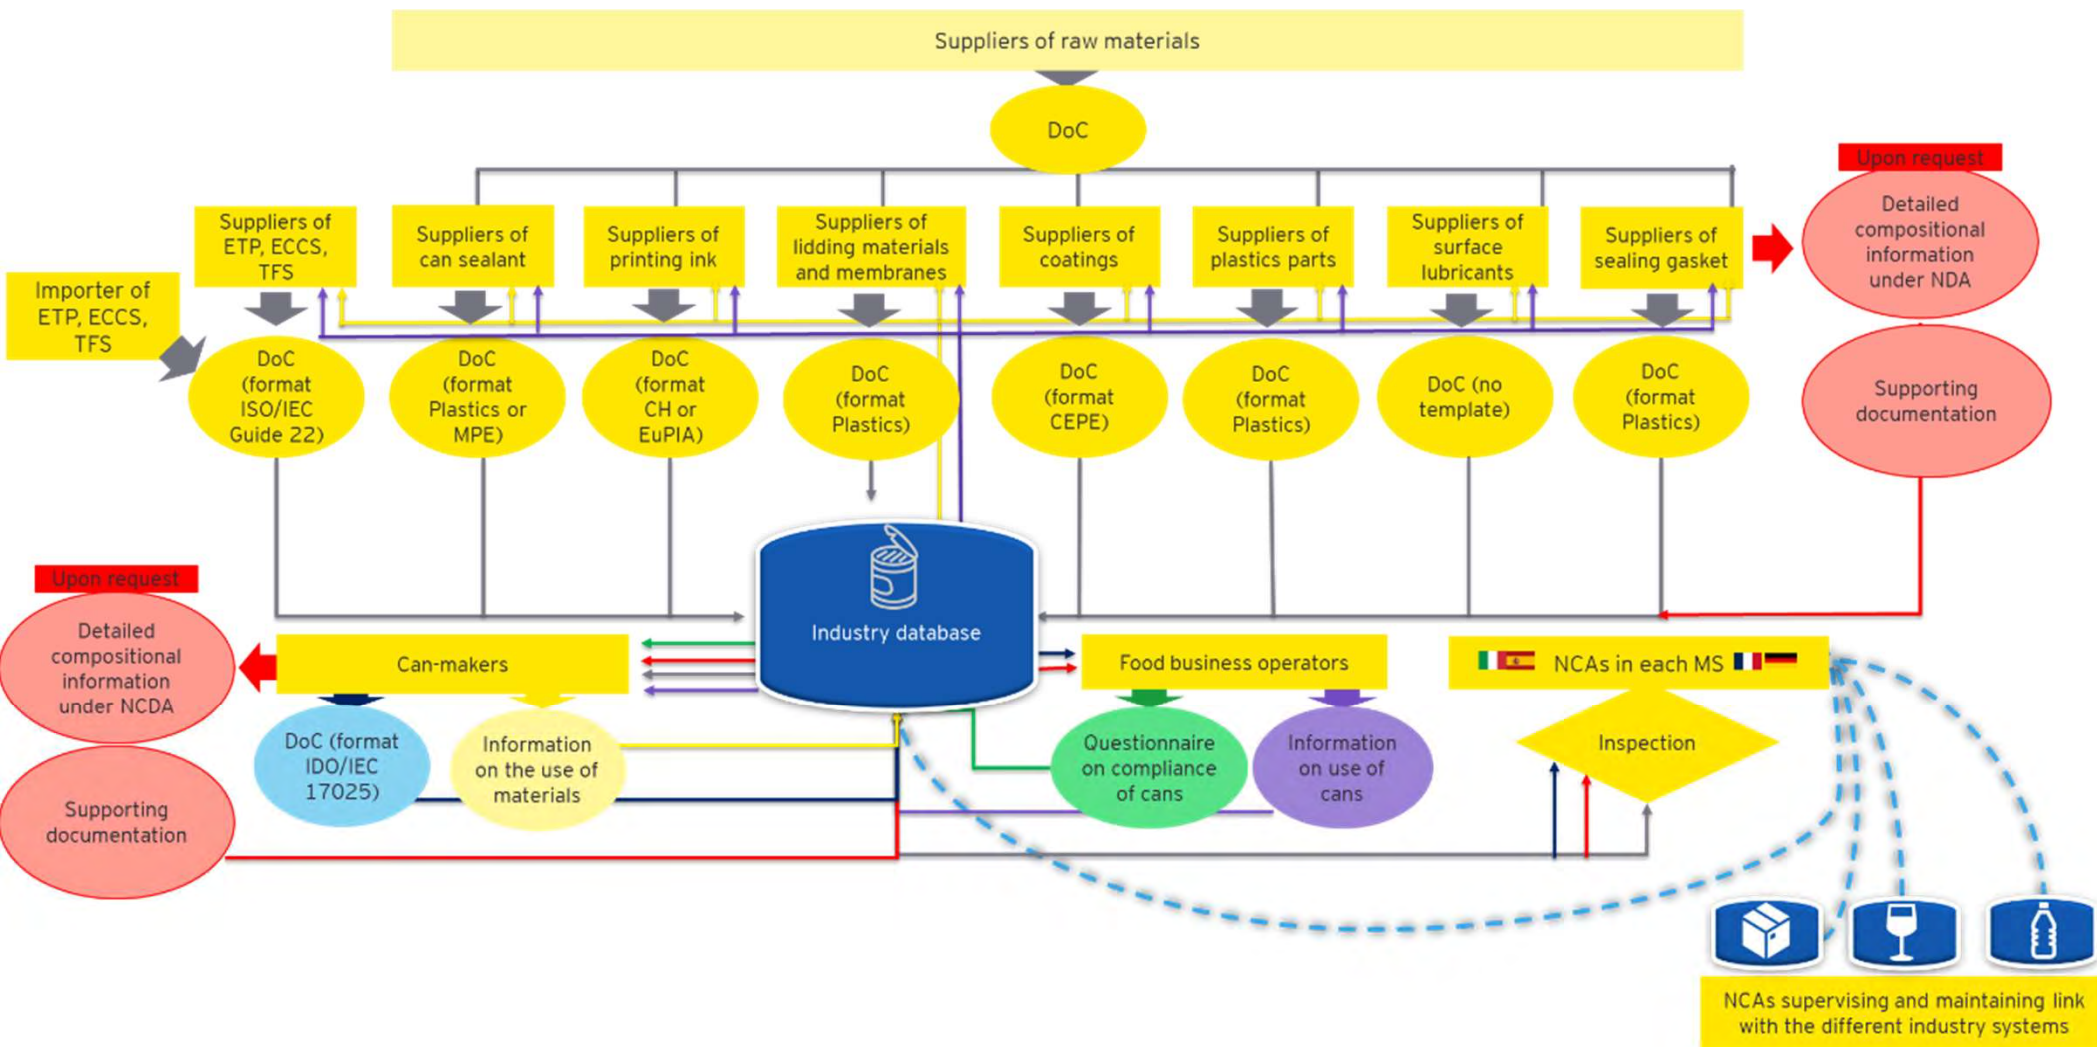 Suppliers of raw materials
DoC
Upon request
Detailed
compositional
information
under NDA
Suppliers of
ETP, ECCS,
TFS
Suppliers of
can sealant
Suppliers of
printing ink
Suppliers of
lidding materials
and membranes
Suppliers of
coatings
Suppliers of
plastics parts
Suppliers of
surface
lubricants
Suppliers of
sealing gasket
Importer of
ETP, ECCS,
TFS
DoC
(format
ISO/IEC
Guide 22)
DoC
(format
Plastics or
MPE)
DoC
(format
CH or
EuPIA)
DoC
(format
Plastics)
DoC
(format
CEPE)
DoC
(format
Plastics)
DoC (no
template)
DoC
(format
Plastics)
Supporting
documentation
Industry database
Upon request
Detailed
compositional
information
under NCDA
Can-makers
Food business operators
NCAs in each MS
DoC (format
IDO/IEC
17025)
Information
on the use of
materials
Questionnaire
on compliance
of cans
Information
on use of
cans
Inspection
Supporting
documentation
NCAs supervising and maintaining link
with the different industry systems